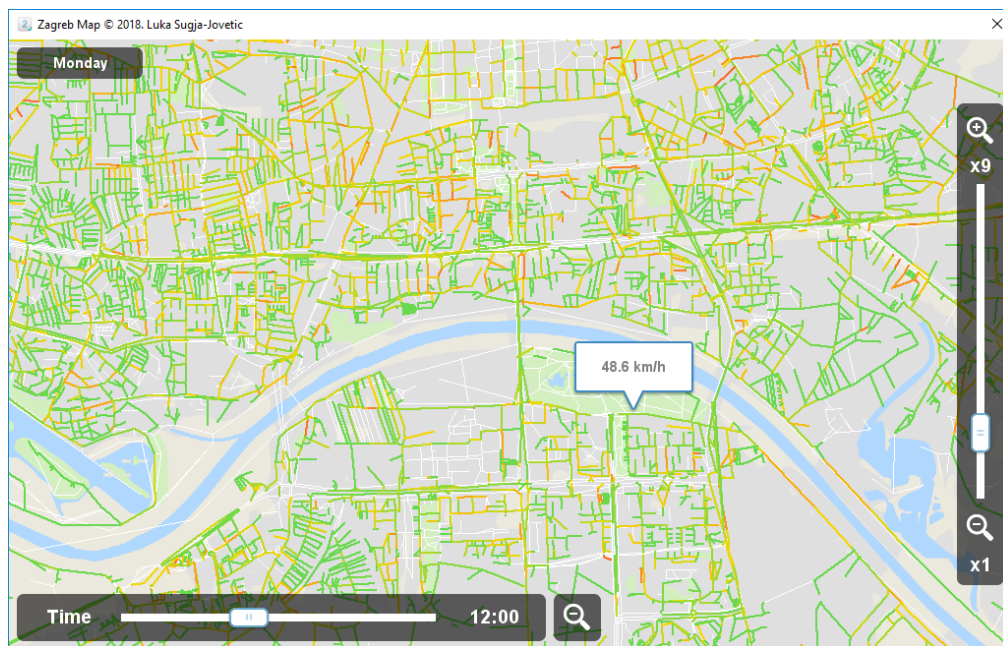 Zagreb Map © 2018. Luka Sugja-Jovetic
Monday
x9
48.6 km/h
x1
Time 12:00